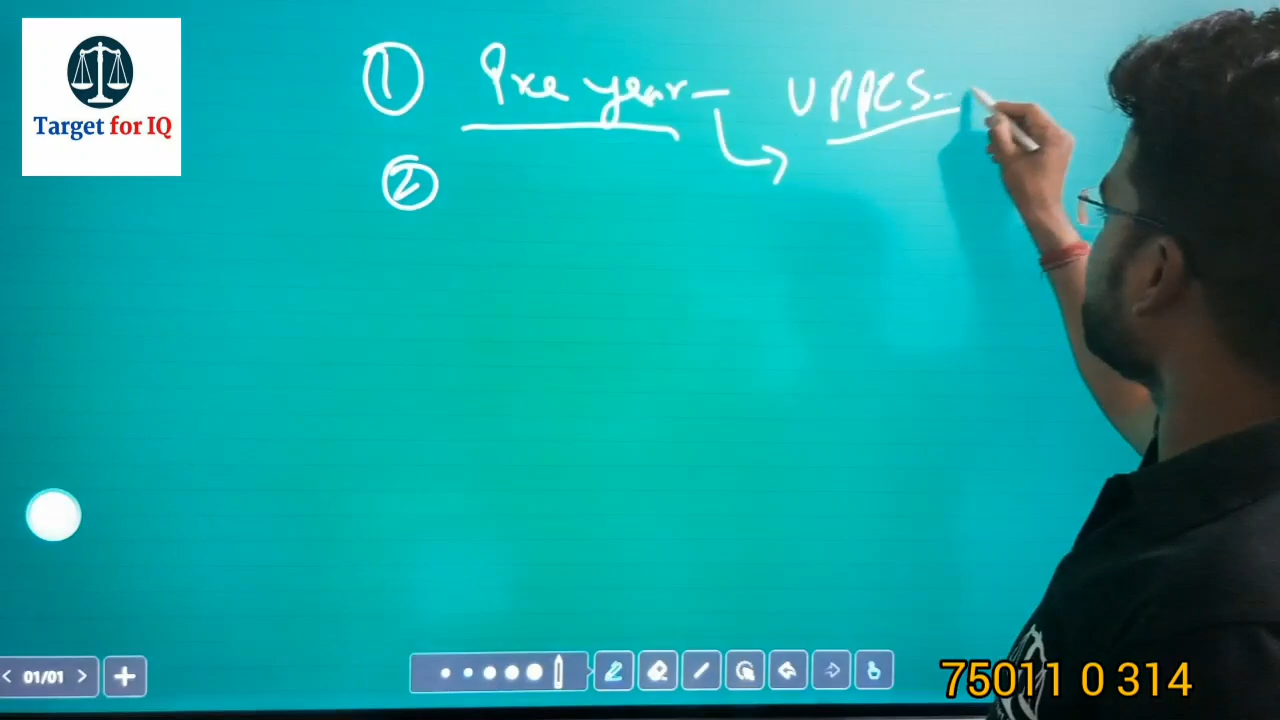 Target for IQ
① Pre year - UPPCS -
②
01/01
75011 0 314